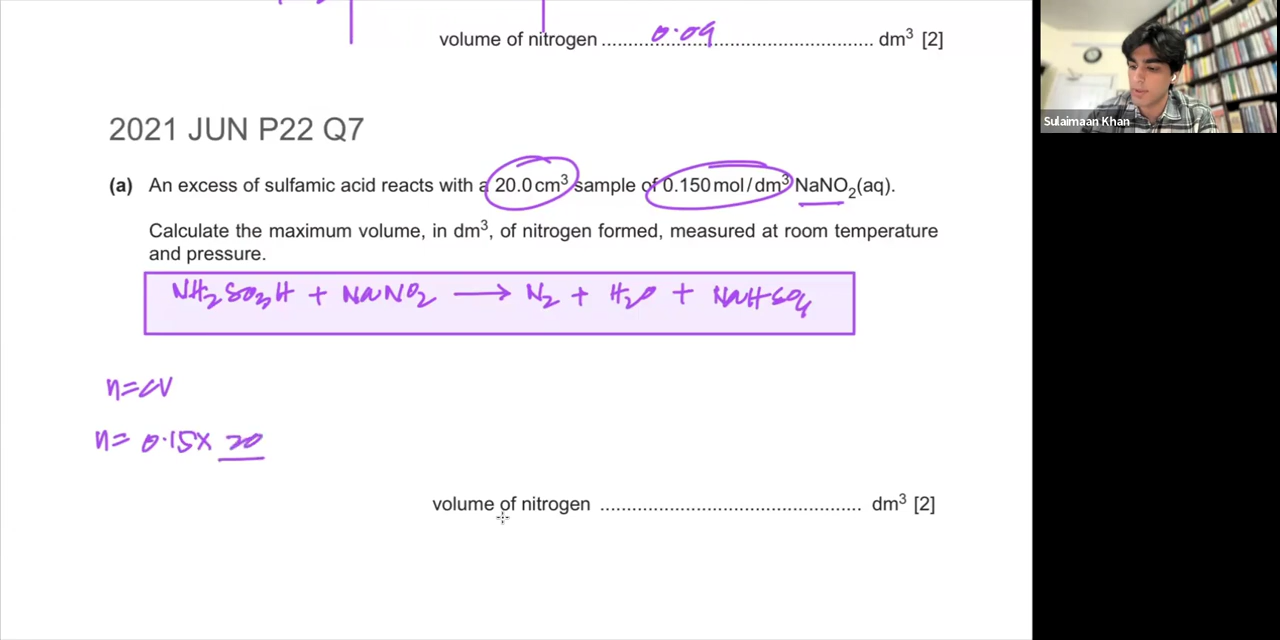 volume of nitrogen .......... 0.09 .......... dm³ [2]
Sulaimaan Khan
2021 JUN P22 Q7
(a) An excess of sulfamic acid reacts with a 20.0 cm³ sample of 0.150 mol/dm³ NaNO₂(aq).
Calculate the maximum volume, in dm³, of nitrogen formed, measured at room temperature
and pressure.
NH₂SO₃H + NaNO₂ ⟶ N₂ + H₂O + NaHSO₄
n=cv
n= 0.15× 20
volume of nitrogen .................................................. dm³ [2]